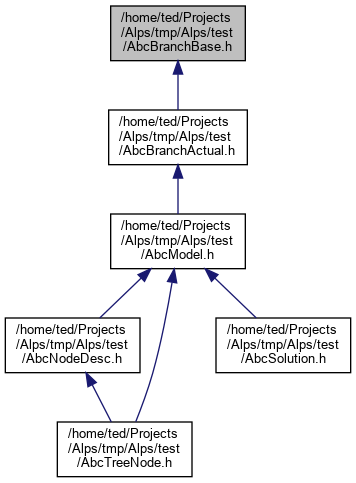 /home/ted/Projects
/Alps/tmp/Alps/test
/AbcBranchBase.h
/home/ted/Projects
/Alps/tmp/Alps/test
/AbcBranchActual.h
/home/ted/Projects
/Alps/tmp/Alps/test
/AbcModel.h
/home/ted/Projects
/Alps/tmp/Alps/test
/AbcNodeDesc.h
/home/ted/Projects
/Alps/tmp/Alps/test
/AbcSolution.h
/home/ted/Projects
/Alps/tmp/Alps/test
/AbcTreeNode.h